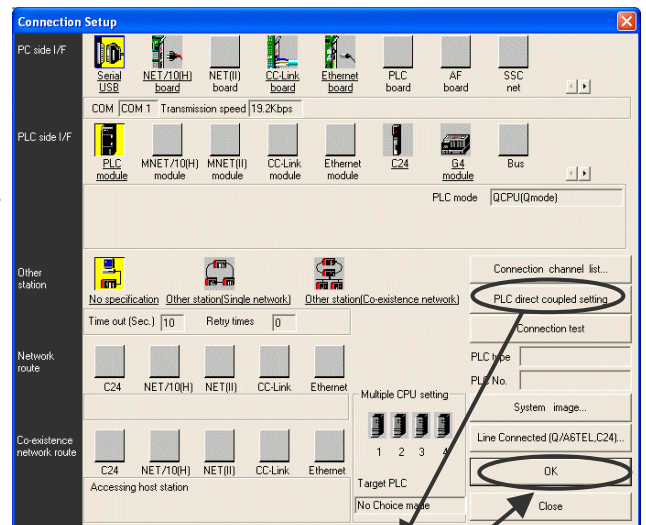 Connection Setup
PC side I/F
Serial USB
NET/10(H) board
NET(II) board
CC-Link board
Ethernet board
PLC board
AF board
SSC net
COM COM 1 Transmission speed 19.2Kbps
PLC side I/F
PLC module
MNET/10(H) module
MNET(II) module
CC-Link module
Ethernet module
C24
G4 module
Bus
PLC mode QCPU(Qmode)
Other station
No specification
Other station(Single network)
Other station(Co-existence network)
Time out (Sec.) 10 Retry times 0
Connection channel list...
PLC direct coupled setting
Connection test
PLC type
PLC No.
System image...
Line Connected (Q/A6TEL,C24)...
OK
Close
Network route
C24
NET/10(H)
NET(II)
CC-Link
Ethernet
Multiple CPU setting
1 2 3 4
Target PLC
No Choice made
Co-existence network route
C24
NET/10(H)
NET(II)
CC-Link
Ethernet
Accessing host station